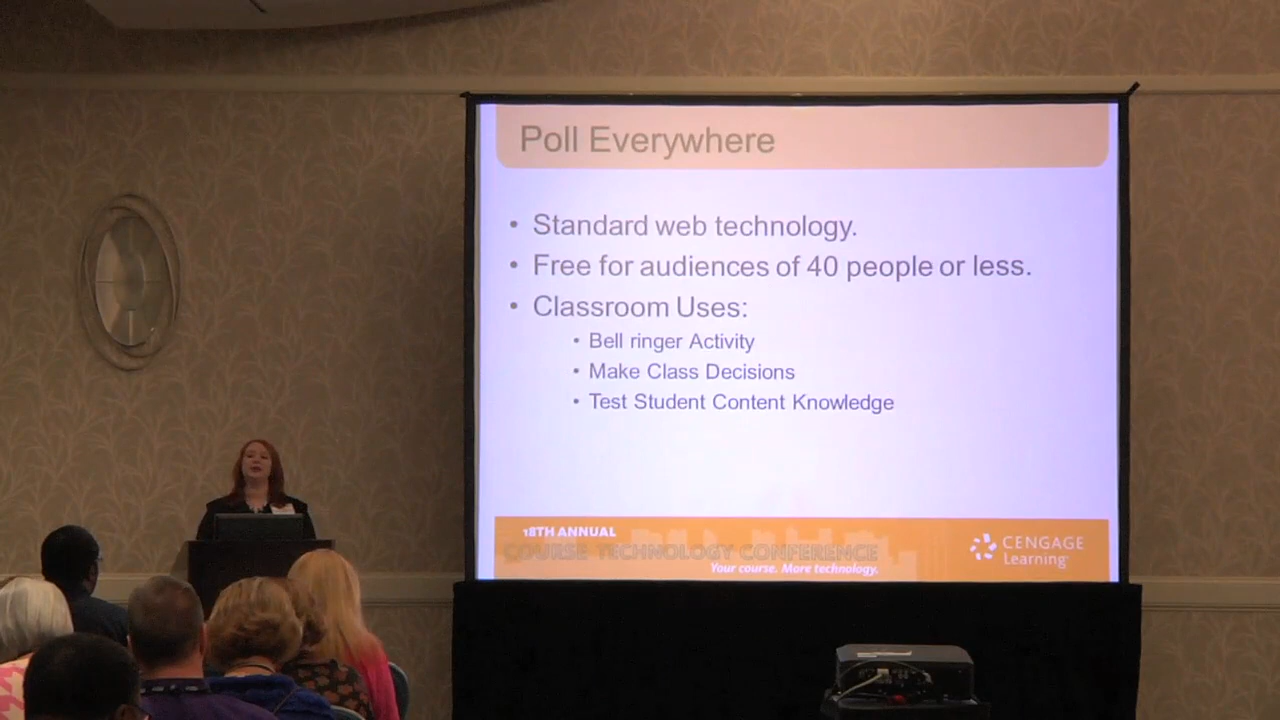 Poll Everywhere
• Standard web technology.
• Free for audiences of 40 people or less.
• Classroom Uses:
• Bell ringer Activity
• Make Class Decisions
• Test Student Content Knowledge
18TH ANNUAL
COURSE TECHNOLOGY CONFERENCE
Your course. More technology.
CENGAGE
Learning™